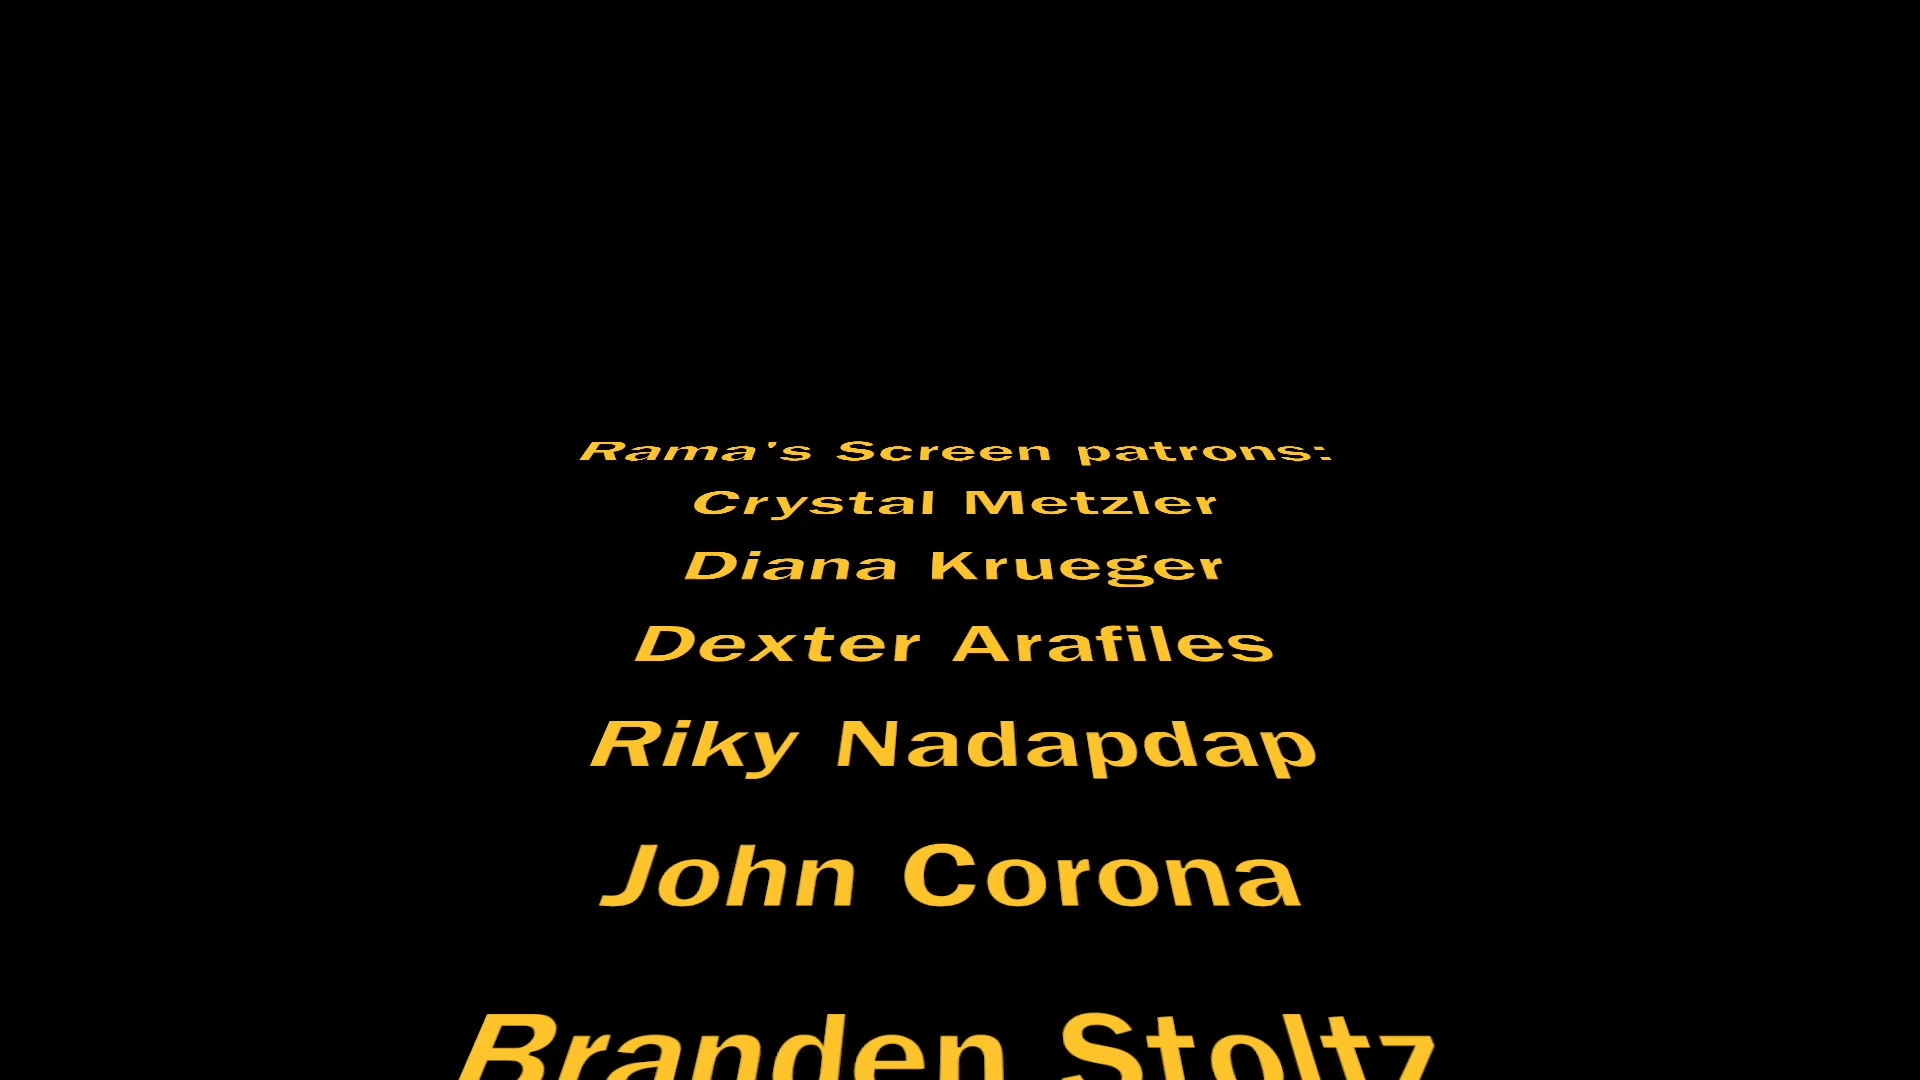 Rama's Screen patrons:
Crystal Metzler
Diana Krueger
Dexter Arafiles
Riky Nadapdap
John Corona
Branden Stoltz